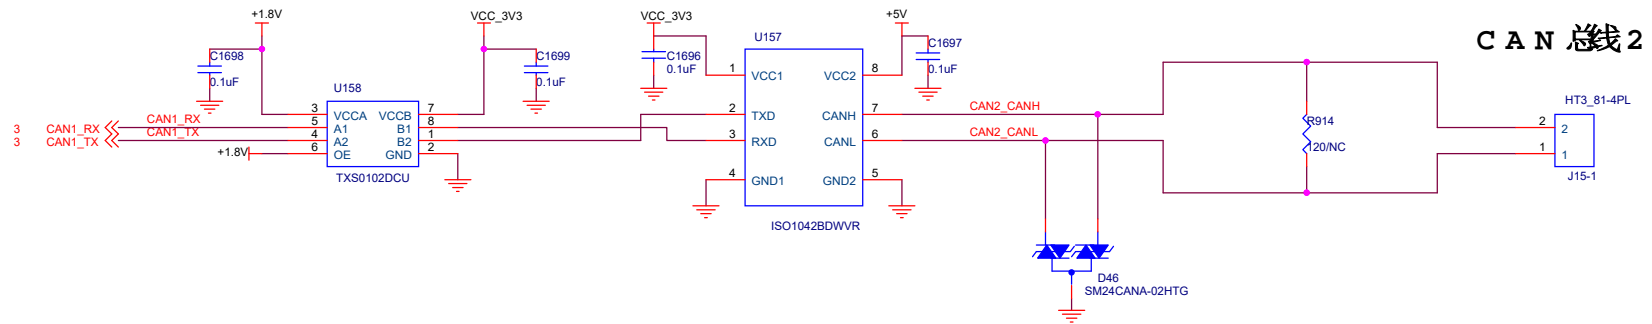 +1.8V
VCC_3V3
VCC_3V3
+5V
CAN 总线2
C1698
0.1uF
C1699
0.1uF
C1696
0.1uF
U157
C1697
0.1uF
U158
1 VCC1 VCC2 8
2 TXD CANH 7
3 RXD CANL 6
4 GND1 GND2 5
ISO1042BDWVR
3 VCCA VCCB 7
5 A1 B1 8
4 A2 B2 1
6 OE GND 2
TXS0102DCU
3 CAN1_RX CAN1_RX
3 CAN1_TX CAN1_TX
+1.8V
CAN2_CANH
CAN2_CANL
R914
120/NC
HT3_81-4PL
2 2
1 1
J15-1
D46
SM24CANA-02HTG